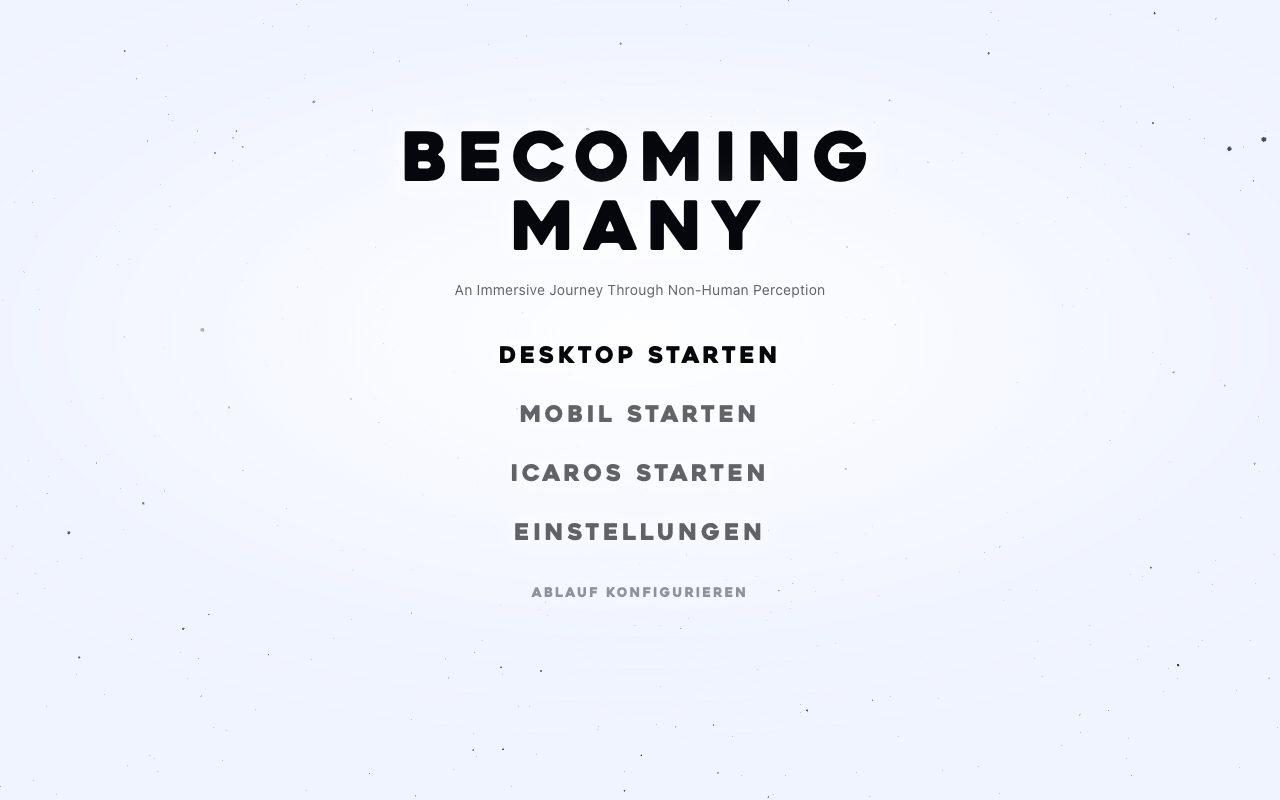 BECOMING
MANY
An Immersive Journey Through Non-Human Perception
DESKTOP STARTEN
MOBIL STARTEN
ICAROS STARTEN
EINSTELLUNGEN
ABLAUF KONFIGURIEREN